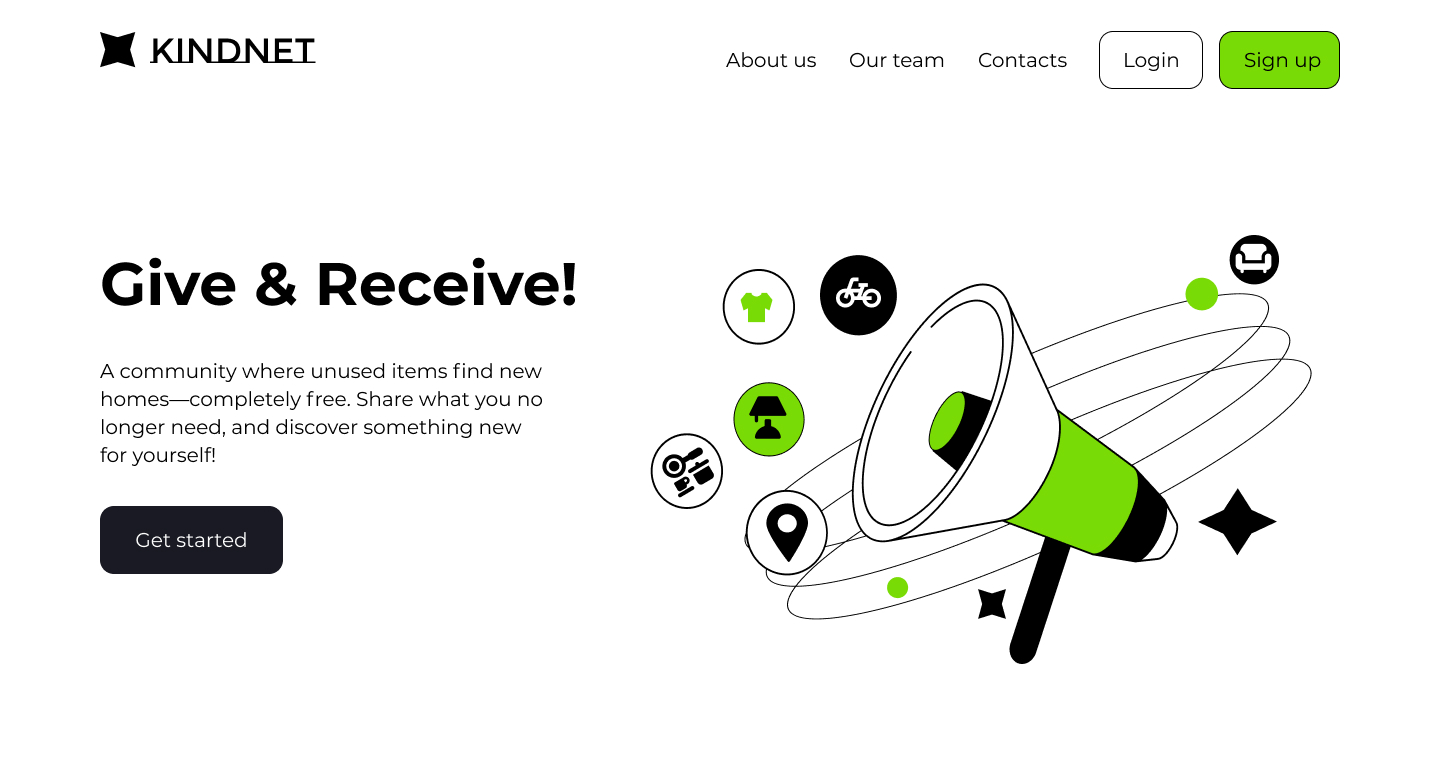 KINDNET
About us
Our team
Contacts
Login
Sign up
Give & Receive!
A community where unused items find new
homes—completely free. Share what you no
longer need, and discover something new
for yourself!
Get started